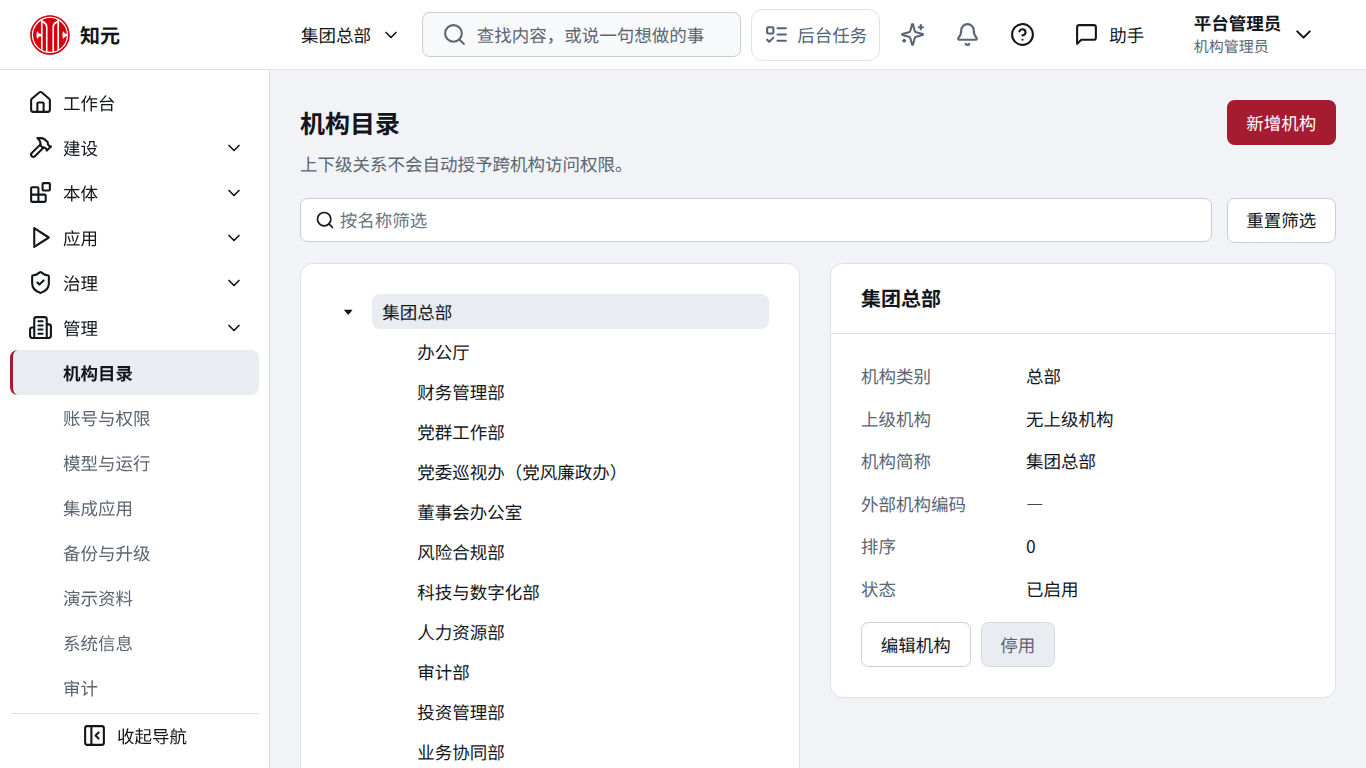 知元
集团总部
查找内容，或说一句想做的事
后台任务
助手
平台管理员
机构管理员
工作台
建设
本体
应用
治理
管理
机构目录
账号与权限
模型与运行
集成应用
备份与升级
演示资料
系统信息
审计
收起导航
机构目录
新增机构
上下级关系不会自动授予跨机构访问权限。
按名称筛选
重置筛选
集团总部
办公厅
财务管理部
党群工作部
党委巡视办（党风廉政办）
董事会办公室
风险合规部
科技与数字化部
人力资源部
审计部
投资管理部
业务协同部
集团总部
机构类别 总部
上级机构 无上级机构
机构简称 集团总部
外部机构编码 —
排序 0
状态 已启用
编辑机构 停用